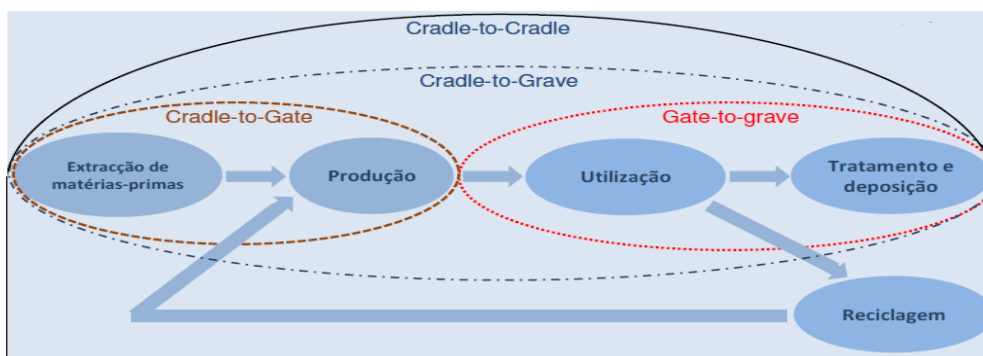 Cradle-to-Cradle
Cradle-to-Grave
Cradle-to-Gate
Gate-to-grave
Extracção de
matérias-primas
Produção
Utilização
Tratamento e
deposição
Reciclagem